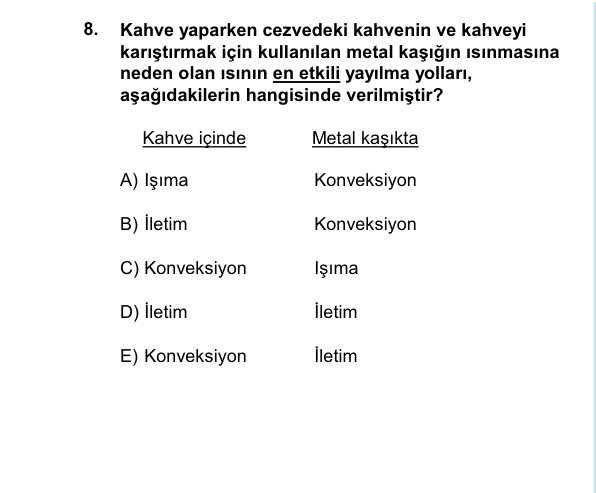 8. Kahve yaparken cezvedeki kahvenin ve kahveyi
karıştırmak için kullanılan metal kaşığın ısınmasına
neden olan ısının en etkili yayılma yolları,
aşağıdakilerin hangisinde verilmiştir?
Kahve içinde Metal kaşıkta
A) Işıma Konveksiyon
B) İletim Konveksiyon
C) Konveksiyon Işıma
D) İletim İletim
E) Konveksiyon İletim